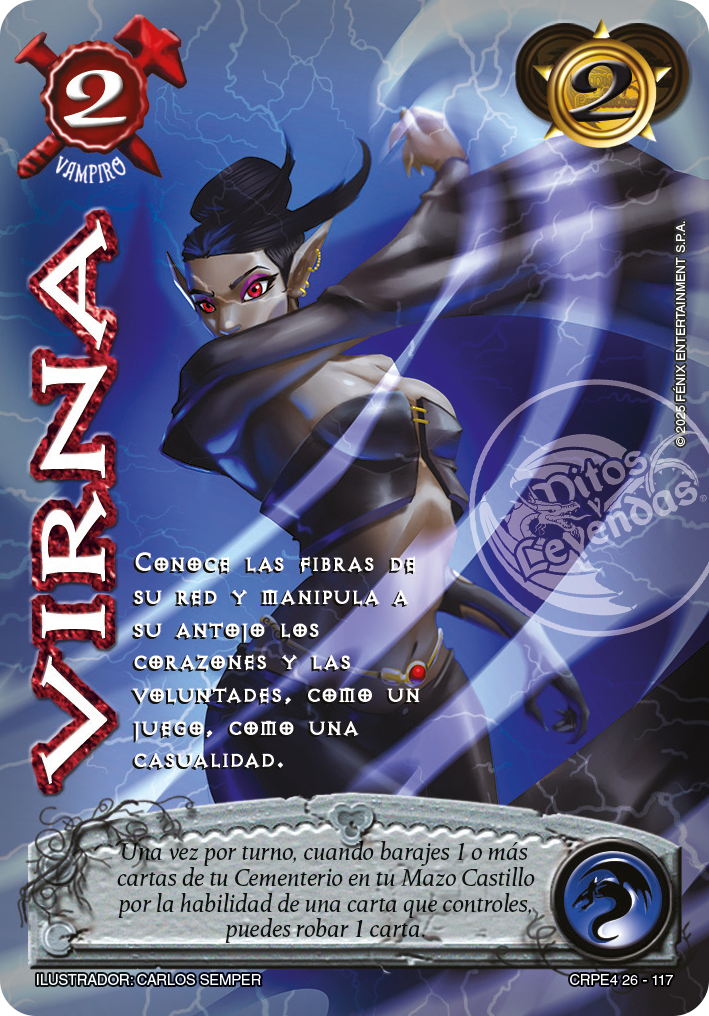 2
VAMPIRO
2
VIRNA
© 2025 FÉNIX ENTERTAINMENT S.P.A.
Mitos
y
Leyendas®
Conoce las fibras de
su red y manipula a
su antojo los
corazones y las
voluntades, como un
juego, como una
casualidad.
Una vez por turno, cuando barajes 1 o más
cartas de tu Cementerio en tu Mazo Castillo
por la habilidad de una carta que controles,
puedes robar 1 carta.
ILUSTRADOR: CARLOS SEMPER
CRPE4 26 - 117